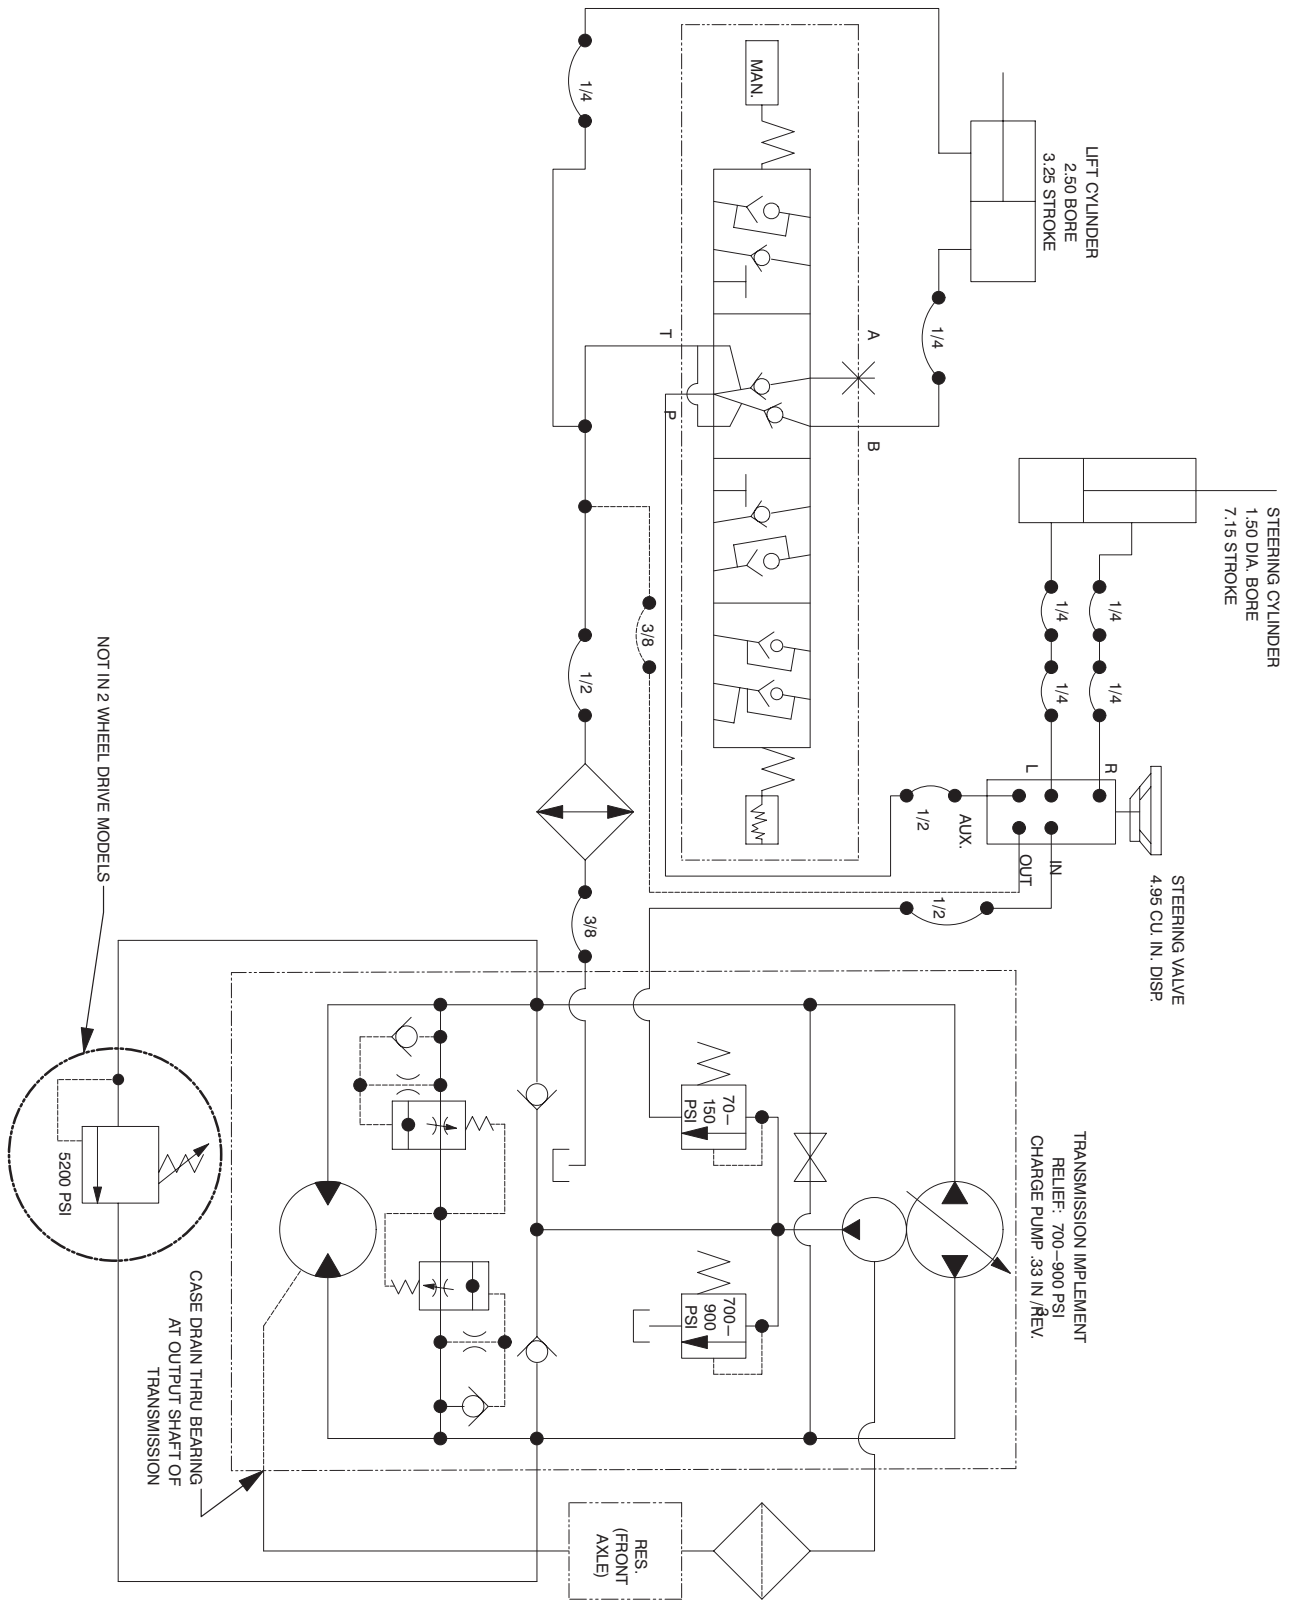 LIFT CYLINDER
2.50 BORE
3.25 STROKE
STEERING CYLINDER
1.50 DIA. BORE
7.15 STROKE
STEERING VALVE
4.95 CU. IN. DISP.
TRANSMISSION IMPLEMENT
RELIEF: 700–900 PSI
CHARGE PUMP .33 IN³/REV.
MAN.
A
B
T
P
1/4
1/4
1/4
1/4
1/4
1/4
R
L
AUX.
IN
OUT
1/2
1/2
3/8
1/2
3/8
70–
150
PSI
700–
900
PSI
RES.
(FRONT
AXLE)
5200 PSI
NOT IN 2 WHEEL DRIVE MODELS
CASE DRAIN THRU BEARING
AT OUTPUT SHAFT OF
TRANSMISSION